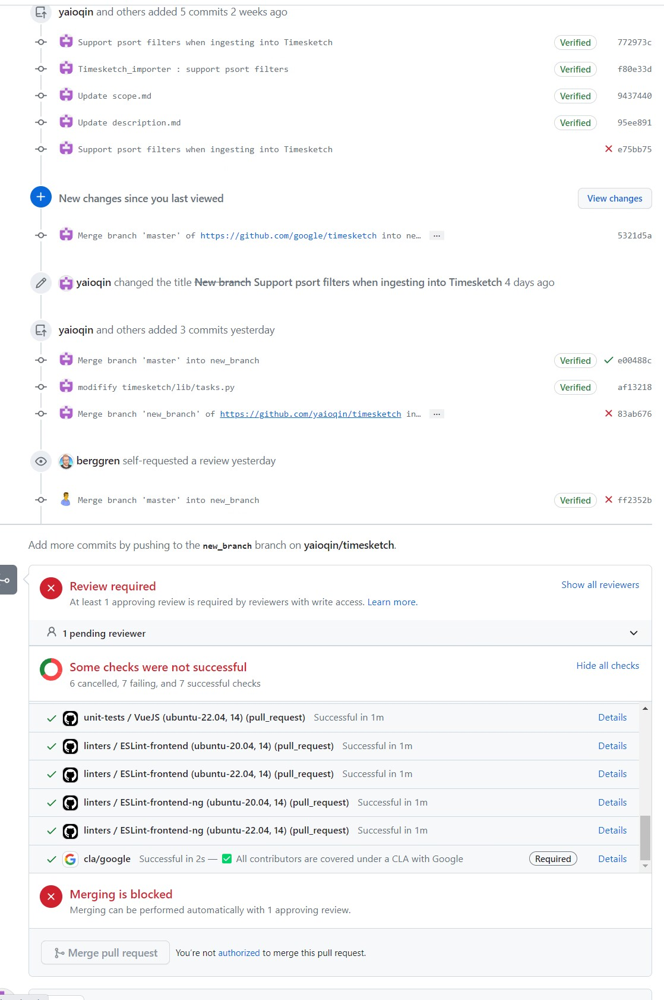 yaioqin and others added 5 commits 2 weeks ago
Support psort filters when ingesting into Timesketch Verified 772973c
Timesketch_importer : support psort filters Verified f80e33d
Update scope.md Verified 9437440
Update description.md Verified 95ee891
Support psort filters when ingesting into Timesketch e75bb75
New changes since you last viewed View changes
Merge branch 'master' of https://github.com/google/timesketch into ne… … 5321d5a
yaioqin changed the title New branch Support psort filters when ingesting into Timesketch 4 days ago
yaioqin and others added 3 commits yesterday
Merge branch 'master' into new_branch Verified e00488c
modifify timesketch/lib/tasks.py Verified af13218
Merge branch 'new_branch' of https://github.com/yaioqin/timesketch in… … 83ab676
berggren self-requested a review yesterday
Merge branch 'master' into new_branch Verified ff2352b
Add more commits by pushing to the new_branch branch on yaioqin/timesketch.
Review required Show all reviewers
At least 1 approving review is required by reviewers with write access. Learn more.
1 pending reviewer
Some checks were not successful Hide all checks
6 cancelled, 7 failing, and 7 successful checks
unit-tests / VueJS (ubuntu-22.04, 14) (pull_request) Successful in 1m Details
linters / ESLint-frontend (ubuntu-20.04, 14) (pull_request) Successful in 1m Details
linters / ESLint-frontend (ubuntu-22.04, 14) (pull_request) Successful in 1m Details
linters / ESLint-frontend-ng (ubuntu-20.04, 14) (pull_request) Successful in 1m Details
linters / ESLint-frontend-ng (ubuntu-22.04, 14) (pull_request) Successful in 1m Details
cla/google Successful in 2s — ✅ All contributors are covered under a CLA with Google Required Details
Merging is blocked
Merging can be performed automatically with 1 approving review.
Merge pull request You're not authorized to merge this pull request.